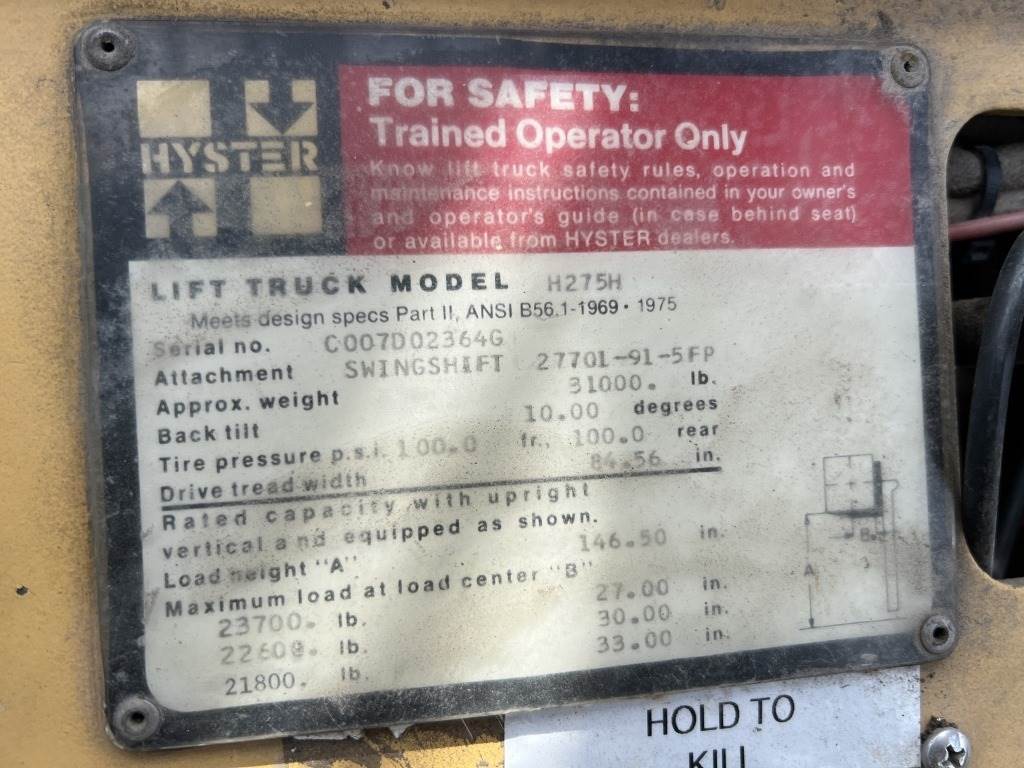 HYSTER
FOR SAFETY:
Trained Operator Only
Know lift truck safety rules, operation and
maintenance instructions contained in your owner's
and operator's guide (in case behind seat)
or available from HYSTER dealers.
LIFT TRUCK MODEL H275H
Meets design specs Part II, ANSI B56.1-1969 • 1975
Serial no. C007D02364G
Attachment SWINGSHIFT 27701-91-5FP
Approx. weight 31000. lb.
Back tilt 10.00 degrees
Tire pressure p.s.i. 100.0 fr., 100.0 rear
Drive tread width 84.56 in.
Rated capacity with upright
vertical and equipped as shown.
Load height "A" 146.50 in.
Maximum load at load center "B"
23700. lb. 27.00 in.
22600. lb. 30.00 in.
21800. lb. 33.00 in.
B
A
HOLD TO
KILL